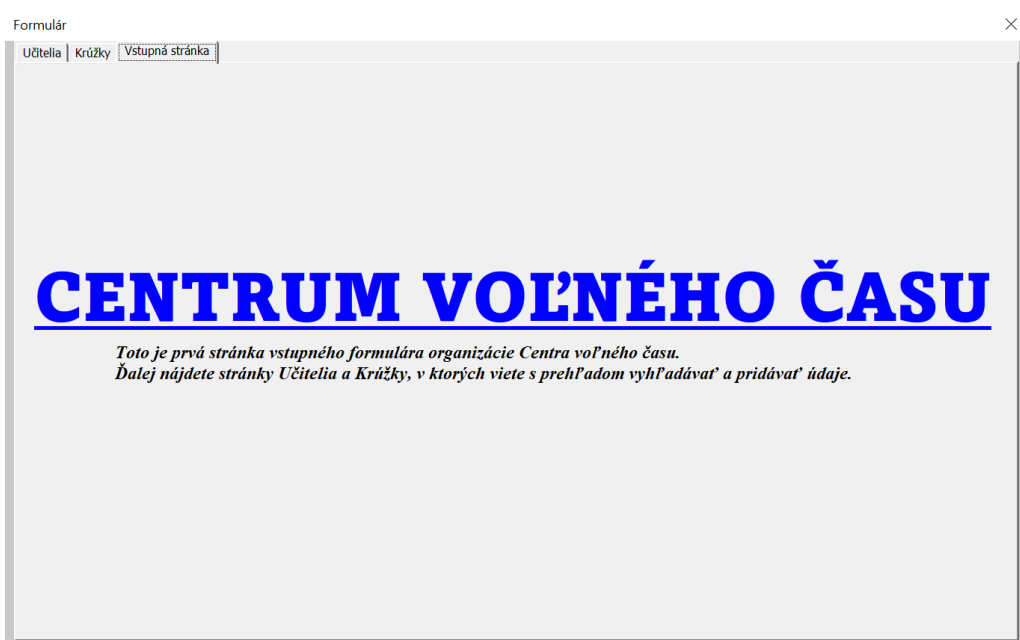 Formulár
Učitelia
Krúžky
Vstupná stránka
CENTRUM VOĽNÉHO ČASU
Toto je prvá stránka vstupného formulára organizácie Centra voľného času.
Ďalej nájdete stránky Učitelia a Krúžky, v ktorých viete s prehľadom vyhľadávať a pridávať údaje.